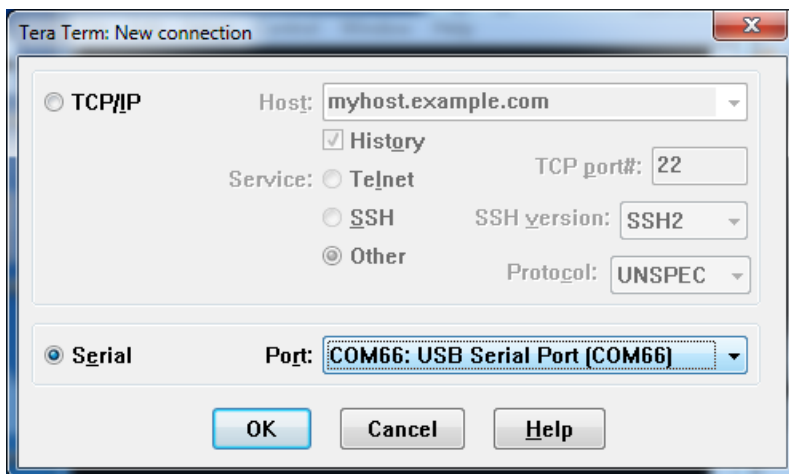 Tera Term: New connection
TCP/IP
Host: myhost.example.com
History
Service: Telnet
TCP port#: 22
SSH
SSH version: SSH2
Other
Protocol: UNSPEC
Serial
Port: COM66: USB Serial Port (COM66)
OK
Cancel
Help